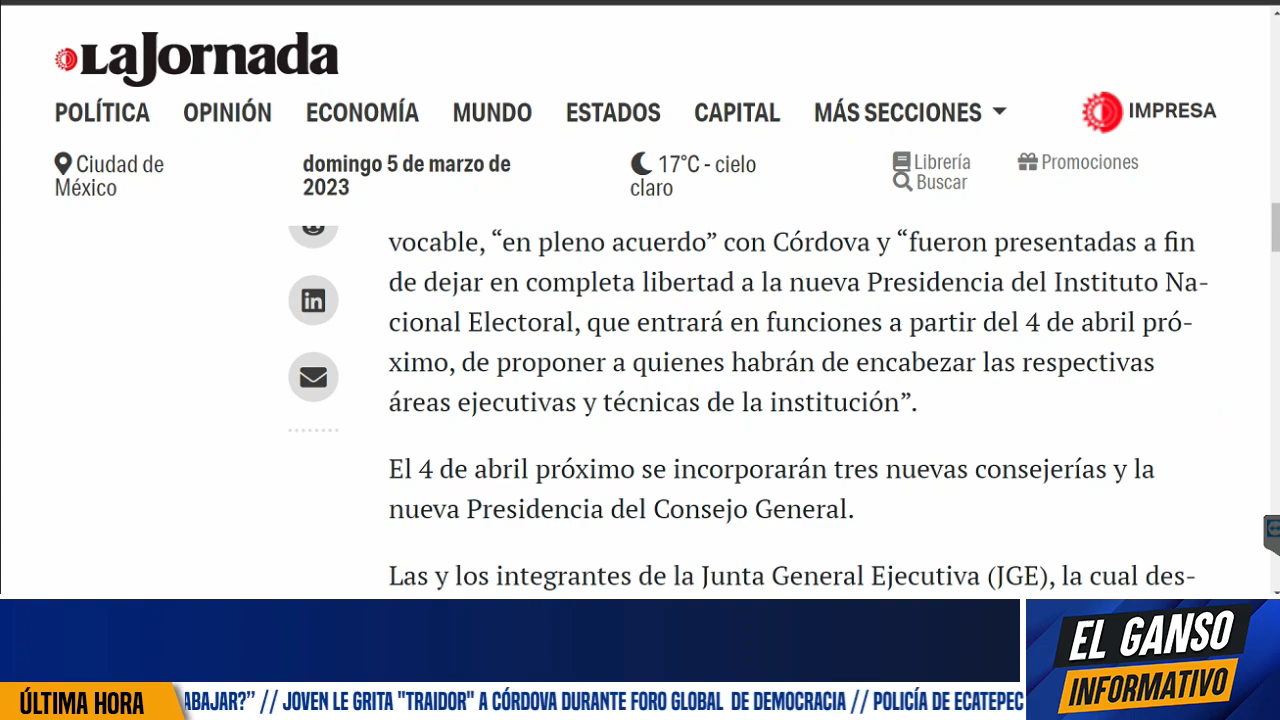 LaJornada
POLÍTICA OPINIÓN ECONOMÍA MUNDO ESTADOS CAPITAL MÁS SECCIONES IMPRESA
Ciudad de México
domingo 5 de marzo de 2023
17°C - cielo claro
Librería
Buscar
Promociones
vocable, “en pleno acuerdo” con Córdova y “fueron presentadas a fin
de dejar en completa libertad a la nueva Presidencia del Instituto Na-
cional Electoral, que entrará en funciones a partir del 4 de abril pró-
ximo, de proponer a quienes habrán de encabezar las respectivas
áreas ejecutivas y técnicas de la institución”.
El 4 de abril próximo se incorporarán tres nuevas consejerías y la
nueva Presidencia del Consejo General.
Las y los integrantes de la Junta General Ejecutiva (JGE), la cual des-
EL GANSO
INFORMATIVO
ÚLTIMA HORA
ABAJAR?” // JOVEN LE GRITA "TRAIDOR" A CÓRDOVA DURANTE FORO GLOBAL DE DEMOCRACIA // POLICÍA DE ECATEPEC